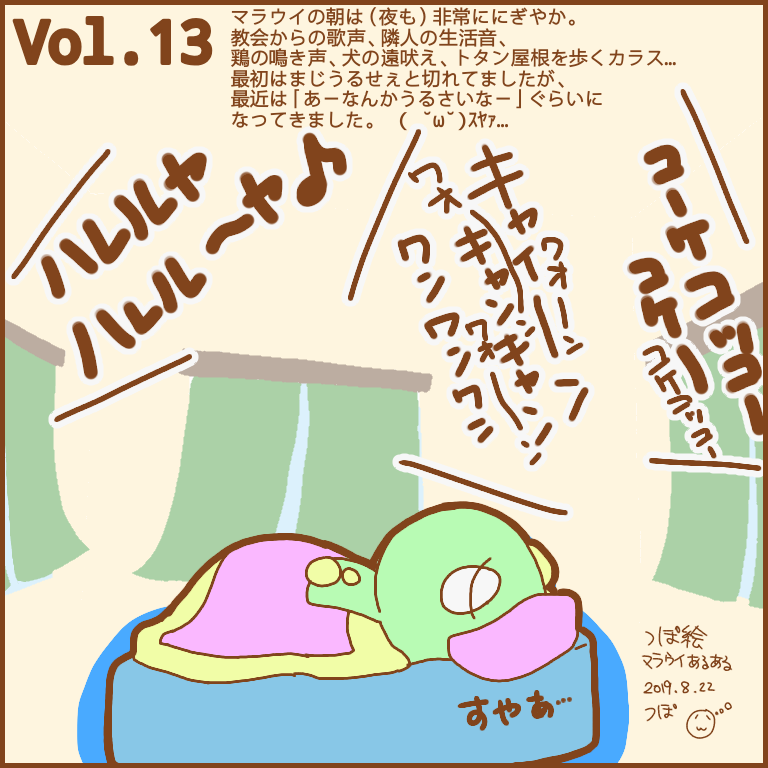 Vol.13
マラウイの朝は(夜も)非常ににぎやか。
教会からの歌声、隣人の生活音、
鶏の鳴き声、犬の遠吠え、トタン屋根を歩くカラス…
最初はまじうるせぇと切れてましたが、
最近は「あーなんかうるさいなー」ぐらいに
なってきました。 ( ˘ω˘)ｽﾔｧ…
ハレルヤ
ハレル〜ヤ♪
ワォ〜ン
キャイーン
ワォーン
キャンキャンキャン
ワンワンワン
コーケコッコー
コケー
コケコッコー
すやあ…
つぼ絵
マラウイあるある
2019.8.22
つぼ